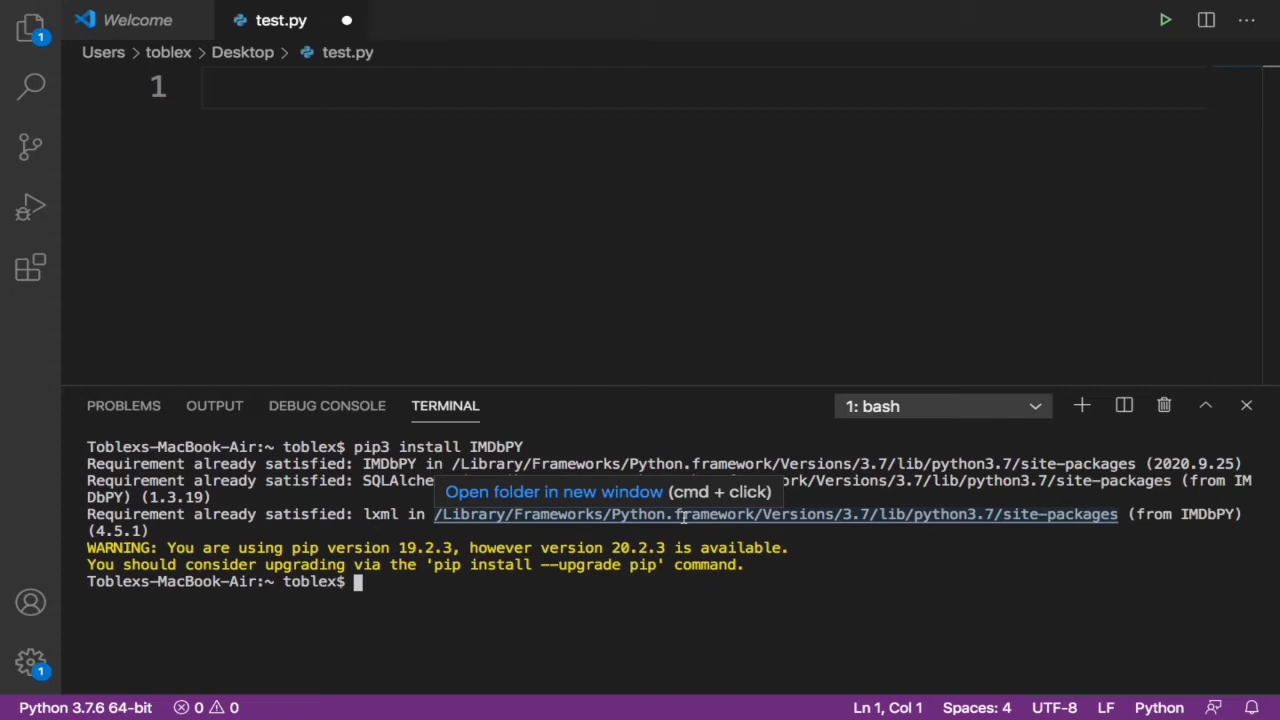 Welcome
test.py
1
Users > toblex > Desktop > test.py
1
PROBLEMS OUTPUT DEBUG CONSOLE TERMINAL
1: bash
Toblexs-MacBook-Air:~ toblex$ pip3 install IMDbPY
Requirement already satisfied: IMDbPY in /Library/Frameworks/Python.framework/Versions/3.7/lib/python3.7/site-packages (2020.9.25)
Requirement already satisfied: SQLAlche work/Versions/3.7/lib/python3.7/site-packages (from IM
Open folder in new window (cmd + click)
DbPY) (1.3.19)
Requirement already satisfied: lxml in /Library/Frameworks/Python.framework/Versions/3.7/lib/python3.7/site-packages (from IMDbPY)
(4.5.1)
WARNING: You are using pip version 19.2.3, however version 20.2.3 is available.
You should consider upgrading via the 'pip install --upgrade pip' command.
Toblexs-MacBook-Air:~ toblex$
1
Python 3.7.6 64-bit 0 0 Ln 1, Col 1 Spaces: 4 UTF-8 LF Python